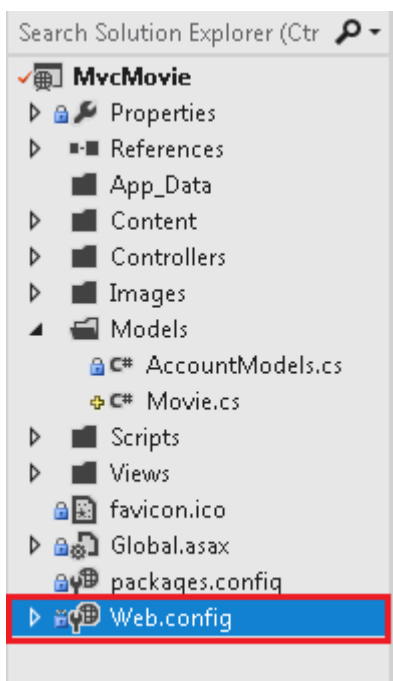 Search Solution Explorer (Ctr
MvcMovie
Properties
References
App_Data
Content
Controllers
Images
Models
C# AccountModels.cs
C# Movie.cs
Scripts
Views
favicon.ico
Global.asax
packages.config
Web.config